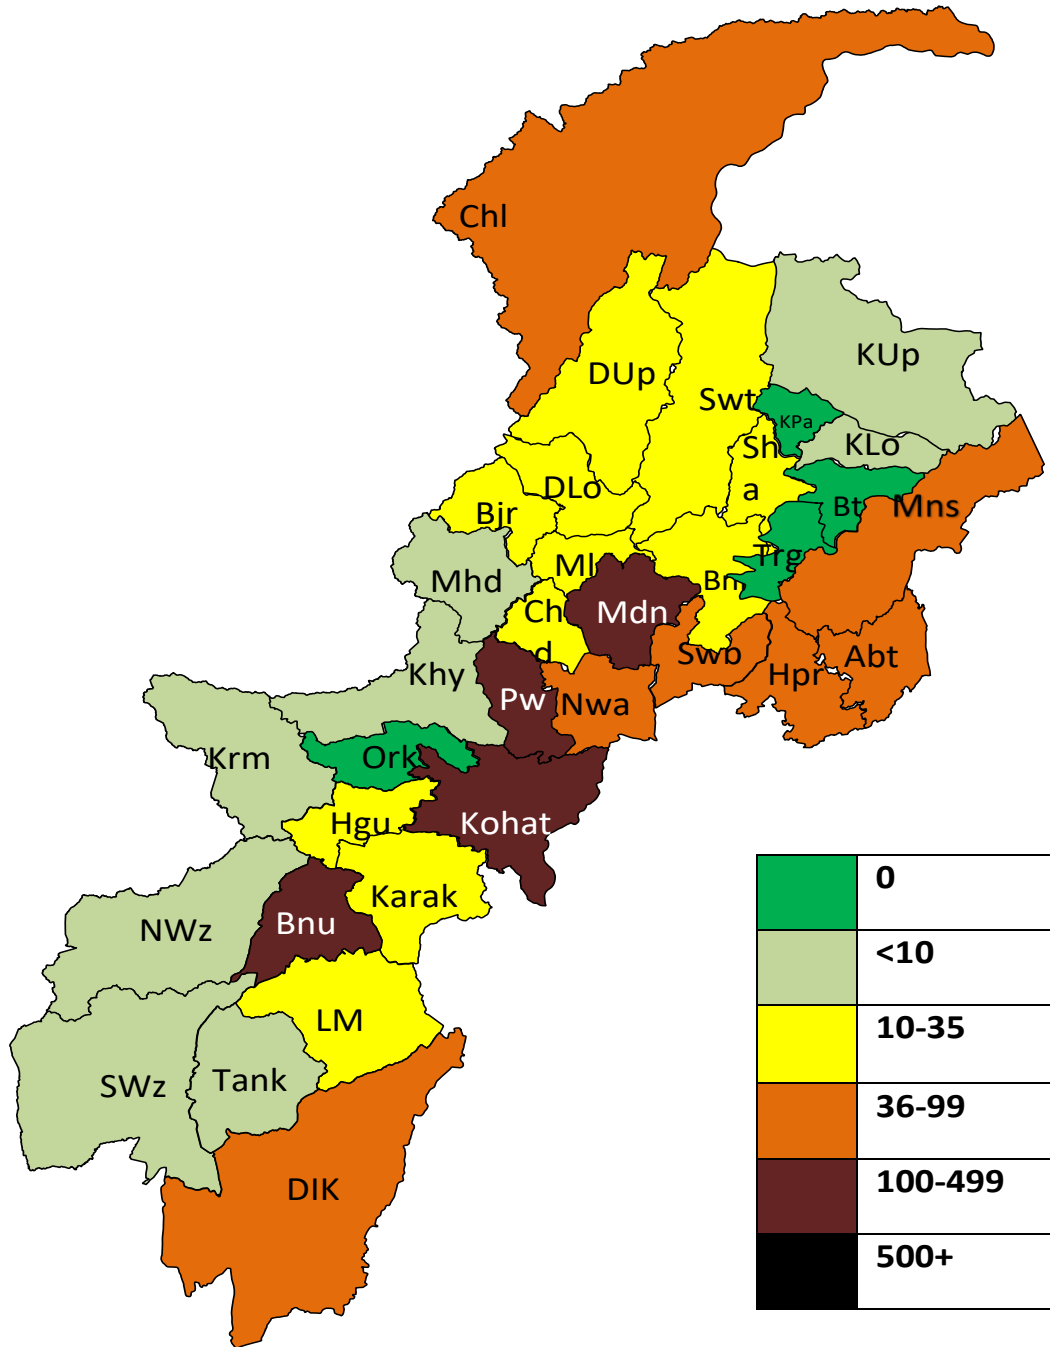 Chl
KUp
DUp
Swt
KPa
Sh
a
KLo
DLo
Bt
Mns
Bjr
Trg
Ml
Mhd
Bn
Ch
d
Mdn
Swb
Abt
Khy
Hpr
Pw
Nwa
Krm
Ork
Hgu
Kohat
Karak
Bnu
NWz
LM
Tank
SWz
DIK
0
<10
10-35
36-99
100-499
500+